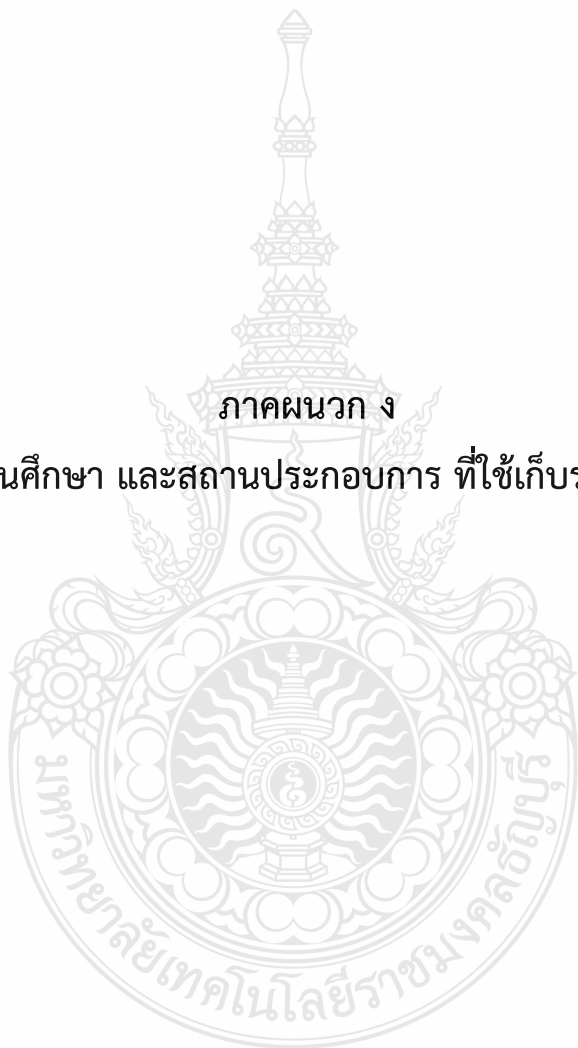 ภาคผนวก ง
นศึกษา และสถานประกอบการ ที่ใช้เก็บร
มหาวิทยาลัยเทคโนโลยีราชมงคลธัญบุรี